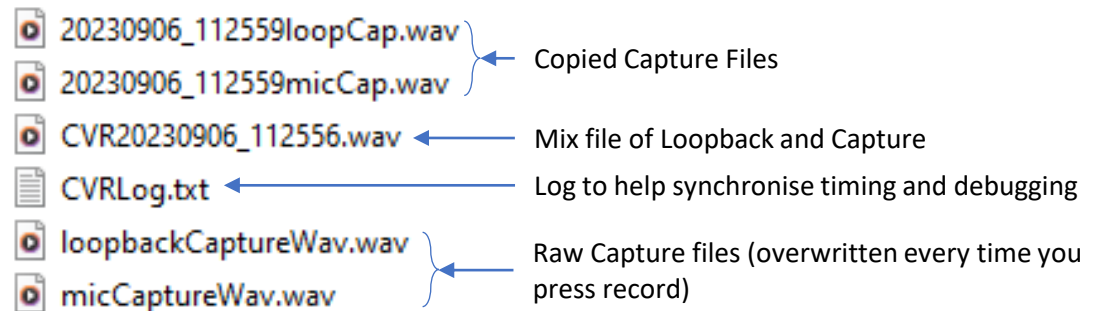 20230906_112559loopCap.wav
20230906_112559micCap.wav
Copied Capture Files
CVR20230906_112556.wav
Mix file of Loopback and Capture
CVRLog.txt
Log to help synchronise timing and debugging
loopbackCaptureWav.wav
micCaptureWav.wav
Raw Capture files (overwritten every time you
press record)